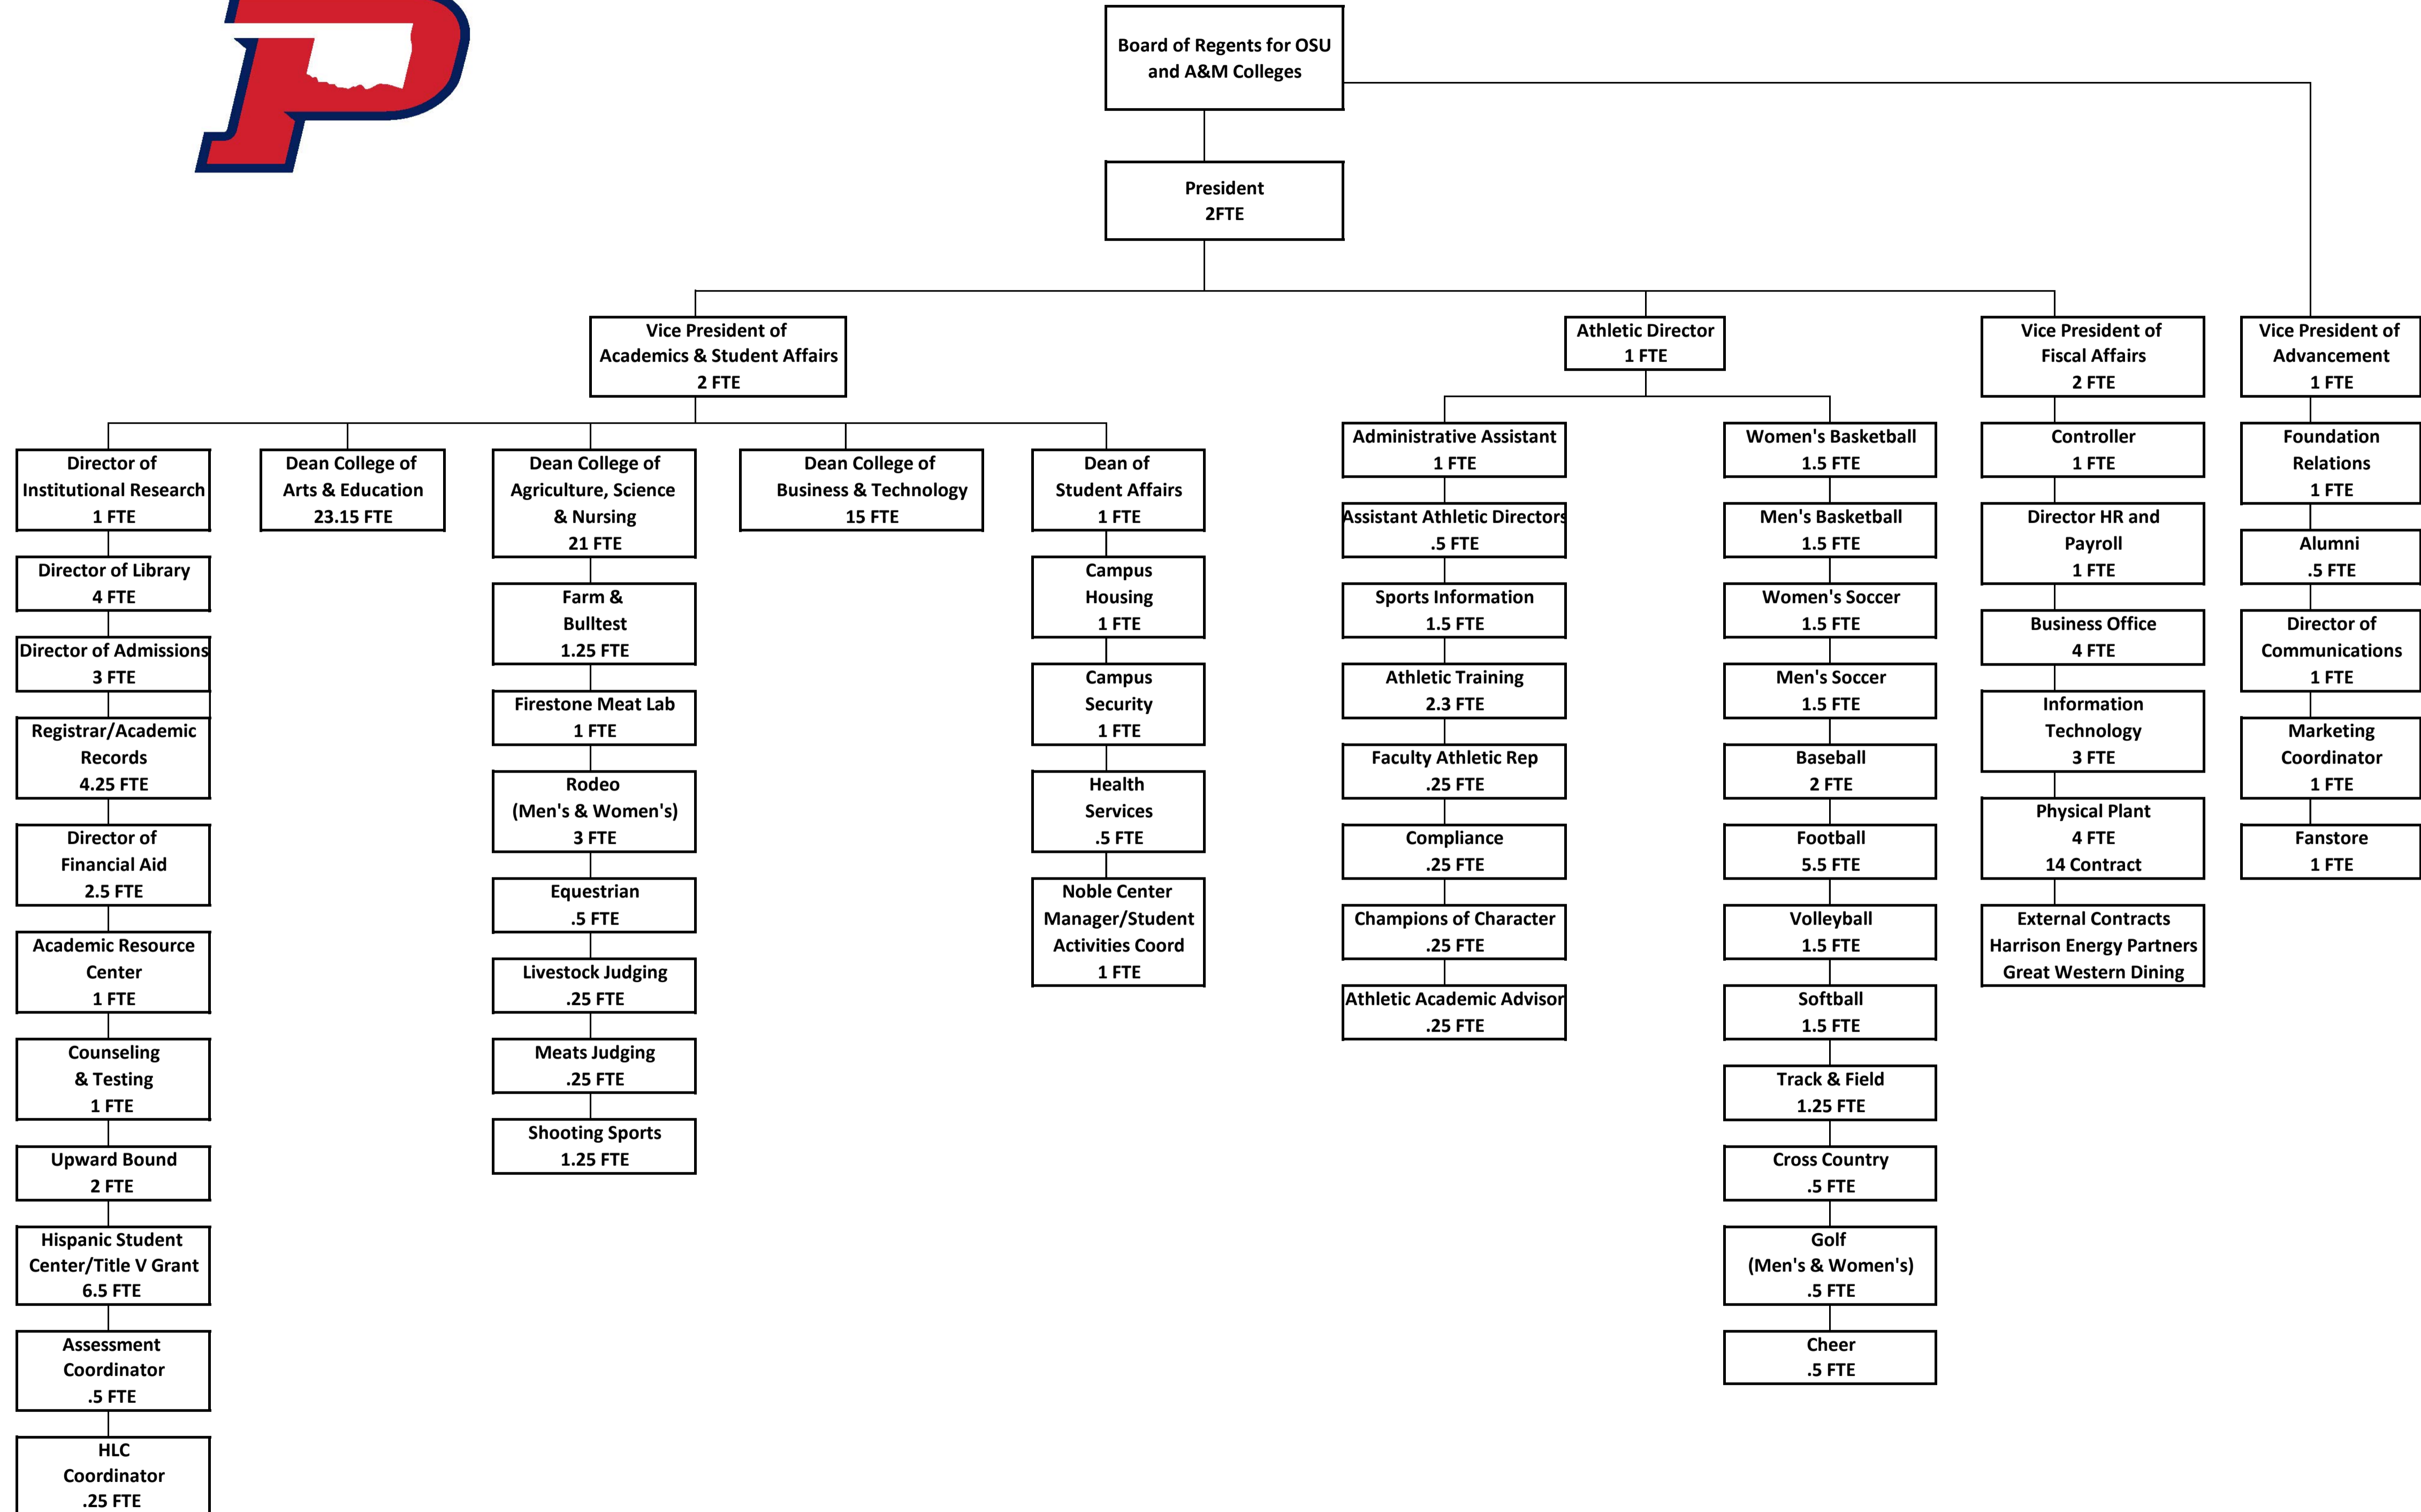 Board of Regents for OSU
and A&M Colleges
President
2FTE
Vice President of
Academics & Student Affairs
2 FTE
Athletic Director
1 FTE
Vice President of
Fiscal Affairs
2 FTE
Vice President of
Advancement
1 FTE
Director of
Institutional Research
1 FTE
Director of Library
4 FTE
Director of Admissions
3 FTE
Registrar/Academic
Records
4.25 FTE
Director of
Financial Aid
2.5 FTE
Academic Resource
Center
1 FTE
Counseling
& Testing
1 FTE
Upward Bound
2 FTE
Hispanic Student
Center/Title V Grant
6.5 FTE
Assessment
Coordinator
.5 FTE
HLC
Coordinator
.25 FTE
Dean College of
Arts & Education
23.15 FTE
Dean College of
Agriculture, Science
& Nursing
21 FTE
Farm &
Bulltest
1.25 FTE
Firestone Meat Lab
1 FTE
Rodeo
(Men's & Women's)
3 FTE
Equestrian
.5 FTE
Livestock Judging
.25 FTE
Meats Judging
.25 FTE
Shooting Sports
1.25 FTE
Dean College of
Business & Technology
15 FTE
Dean of
Student Affairs
1 FTE
Campus
Housing
1 FTE
Campus
Security
1 FTE
Health
Services
.5 FTE
Noble Center
Manager/Student
Activities Coord
1 FTE
Administrative Assistant
1 FTE
Assistant Athletic Directors
.5 FTE
Sports Information
1.5 FTE
Athletic Training
2.3 FTE
Faculty Athletic Rep
.25 FTE
Compliance
.25 FTE
Champions of Character
.25 FTE
Athletic Academic Advisor
.25 FTE
Women's Basketball
1.5 FTE
Men's Basketball
1.5 FTE
Women's Soccer
1.5 FTE
Men's Soccer
1.5 FTE
Baseball
2 FTE
Football
5.5 FTE
Volleyball
1.5 FTE
Softball
1.5 FTE
Track & Field
1.25 FTE
Cross Country
.5 FTE
Golf
(Men's & Women's)
.5 FTE
Cheer
.5 FTE
Controller
1 FTE
Director HR and
Payroll
1 FTE
Business Office
4 FTE
Information
Technology
3 FTE
Physical Plant
4 FTE
14 Contract
External Contracts
Harrison Energy Partners
Great Western Dining
Foundation
Relations
1 FTE
Alumni
.5 FTE
Director of
Communications
1 FTE
Marketing
Coordinator
1 FTE
Fanstore
1 FTE